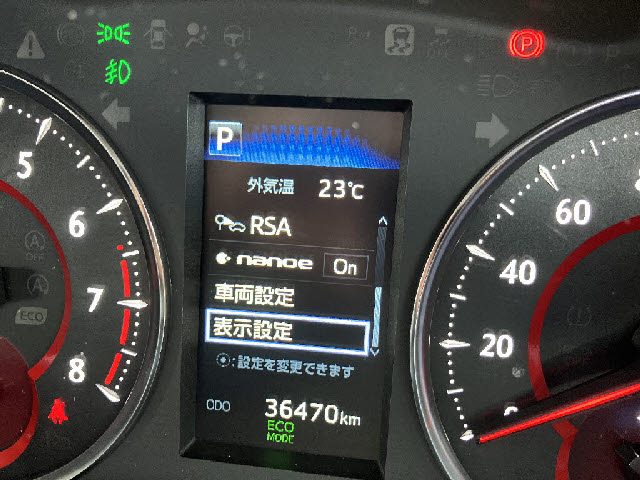 P
外気温 23℃
RSA
nanoe On
車両設定
表示設定
:設定を変更できます
ODO 36470km
ECO
MODE
5
6
7
8
OFF
ECO
60
40
20